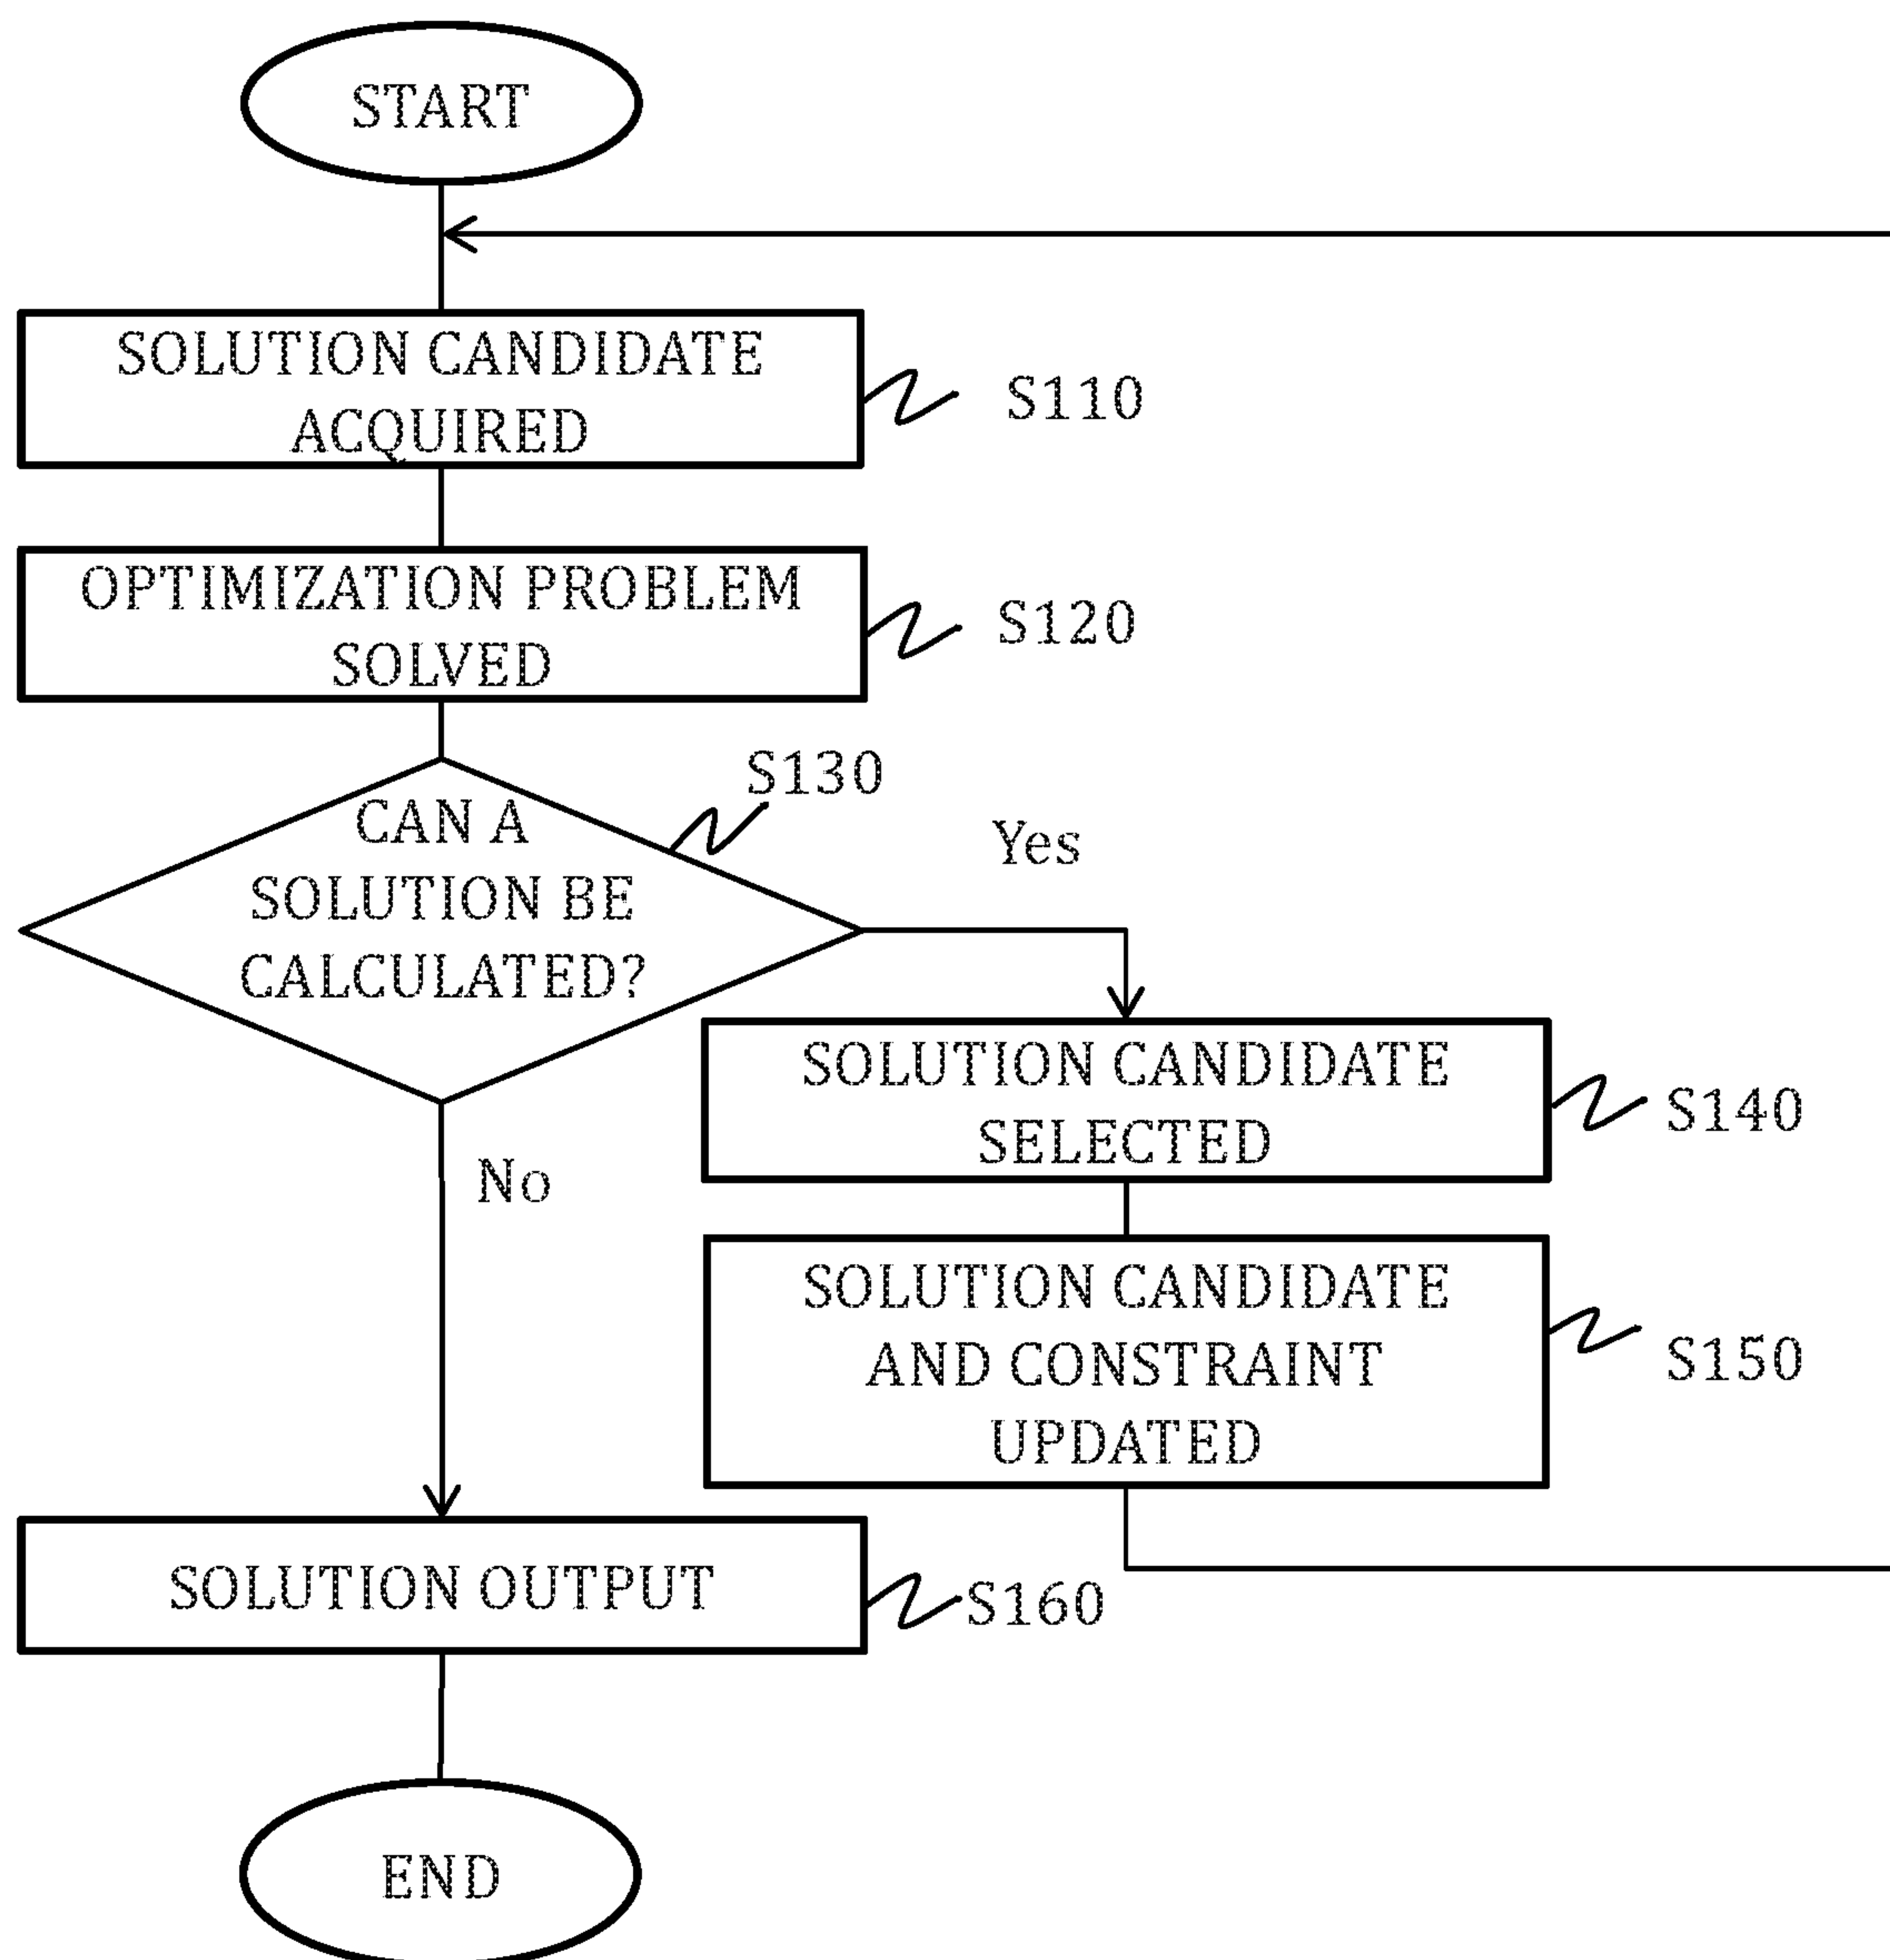 START
SOLUTION CANDIDATE
ACQUIRED
S110
OPTIMIZATION PROBLEM
SOLVED
S120
S130
CAN A
SOLUTION BE
CALCULATED?
Yes
SOLUTION CANDIDATE
SELECTED
S140
No
SOLUTION CANDIDATE
AND CONSTRAINT
UPDATED
S150
SOLUTION OUTPUT
S160
END